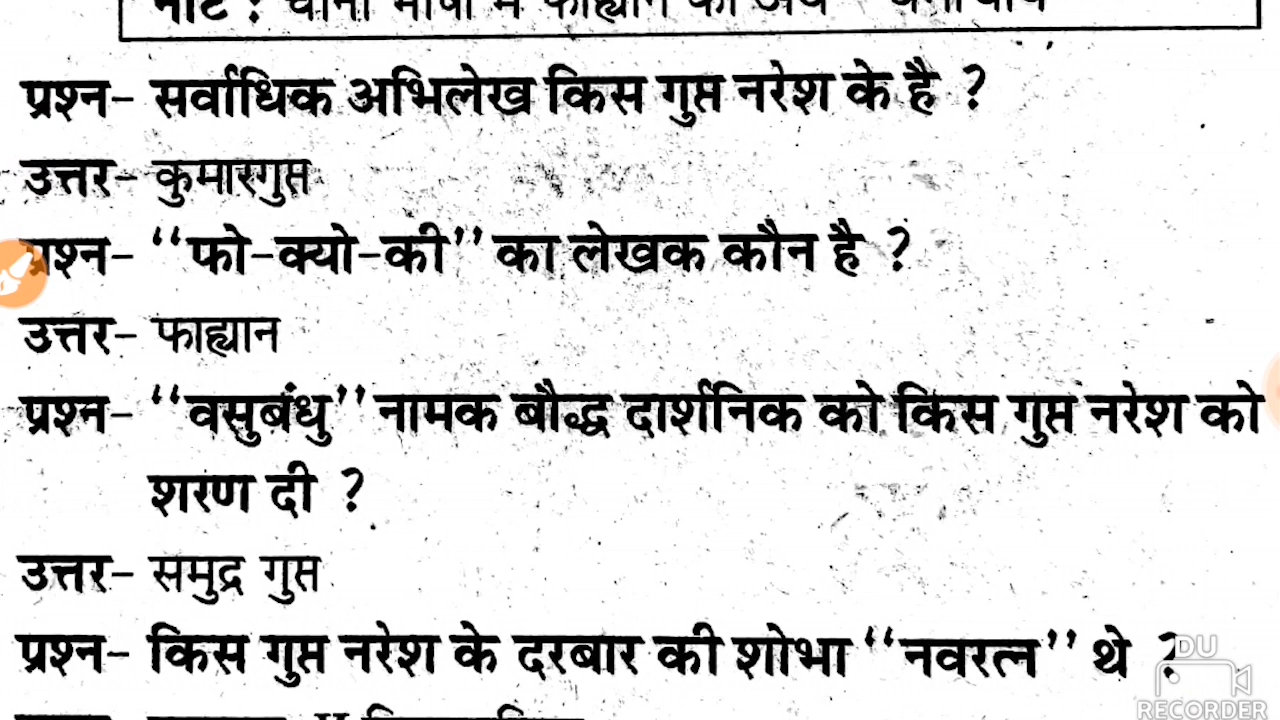 नोट :
प्रश्न– सर्वाधिक अभिलेख किस गुप्त नरेश के है ?
उत्तर– कुमारगुप्त
प्रश्न– ‘‘फो–क्यो–की’’ का लेखक कौन है ?
उत्तर– फाह्यान
प्रश्न– ‘‘वसुबंधु’’ नामक बौद्ध दार्शनिक को किस गुप्त नरेश को
शरण दी ?
उत्तर– समुद्र गुप्त
प्रश्न– किस गुप्त नरेश के दरबार की शोभा ‘‘नवरत्न’’ थे ?
DU
RECORDER